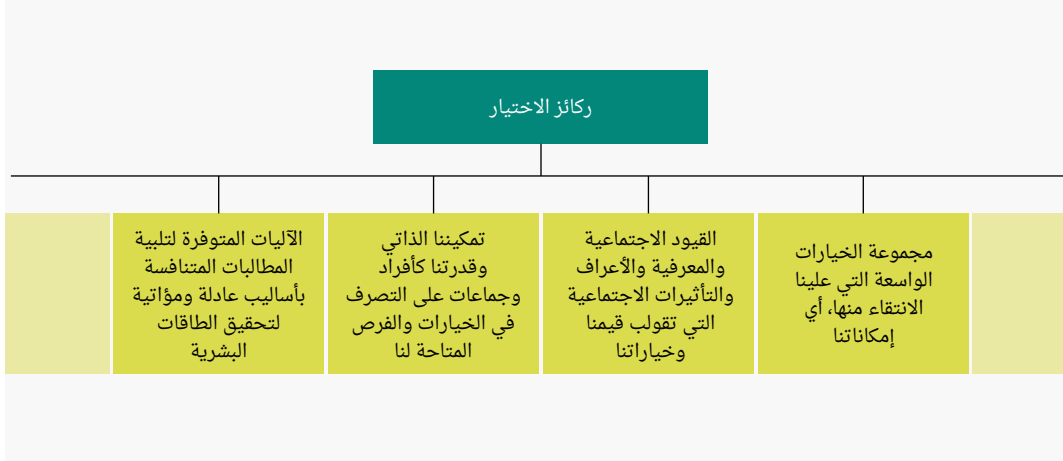 ركائز الاختيار
مجموعة الخيارات
الواسعة التي علينا
الانتقاء منها، أي
إمكاناتنا
القيود الاجتماعية
والمعرفية والأعراف
والتأثيرات الاجتماعية
التي تقولب قيمنا
وخياراتنا
تمكيننا الذاتي
وقدرتنا كأفراد
وجماعات على التصرف
في الخيارات والفرص
المتاحة لنا
الآليات المتوفرة لتلبية
المطالبات المتنافسة
بأساليب عادلة ومؤاتية
لتحقيق الطاقات
البشرية